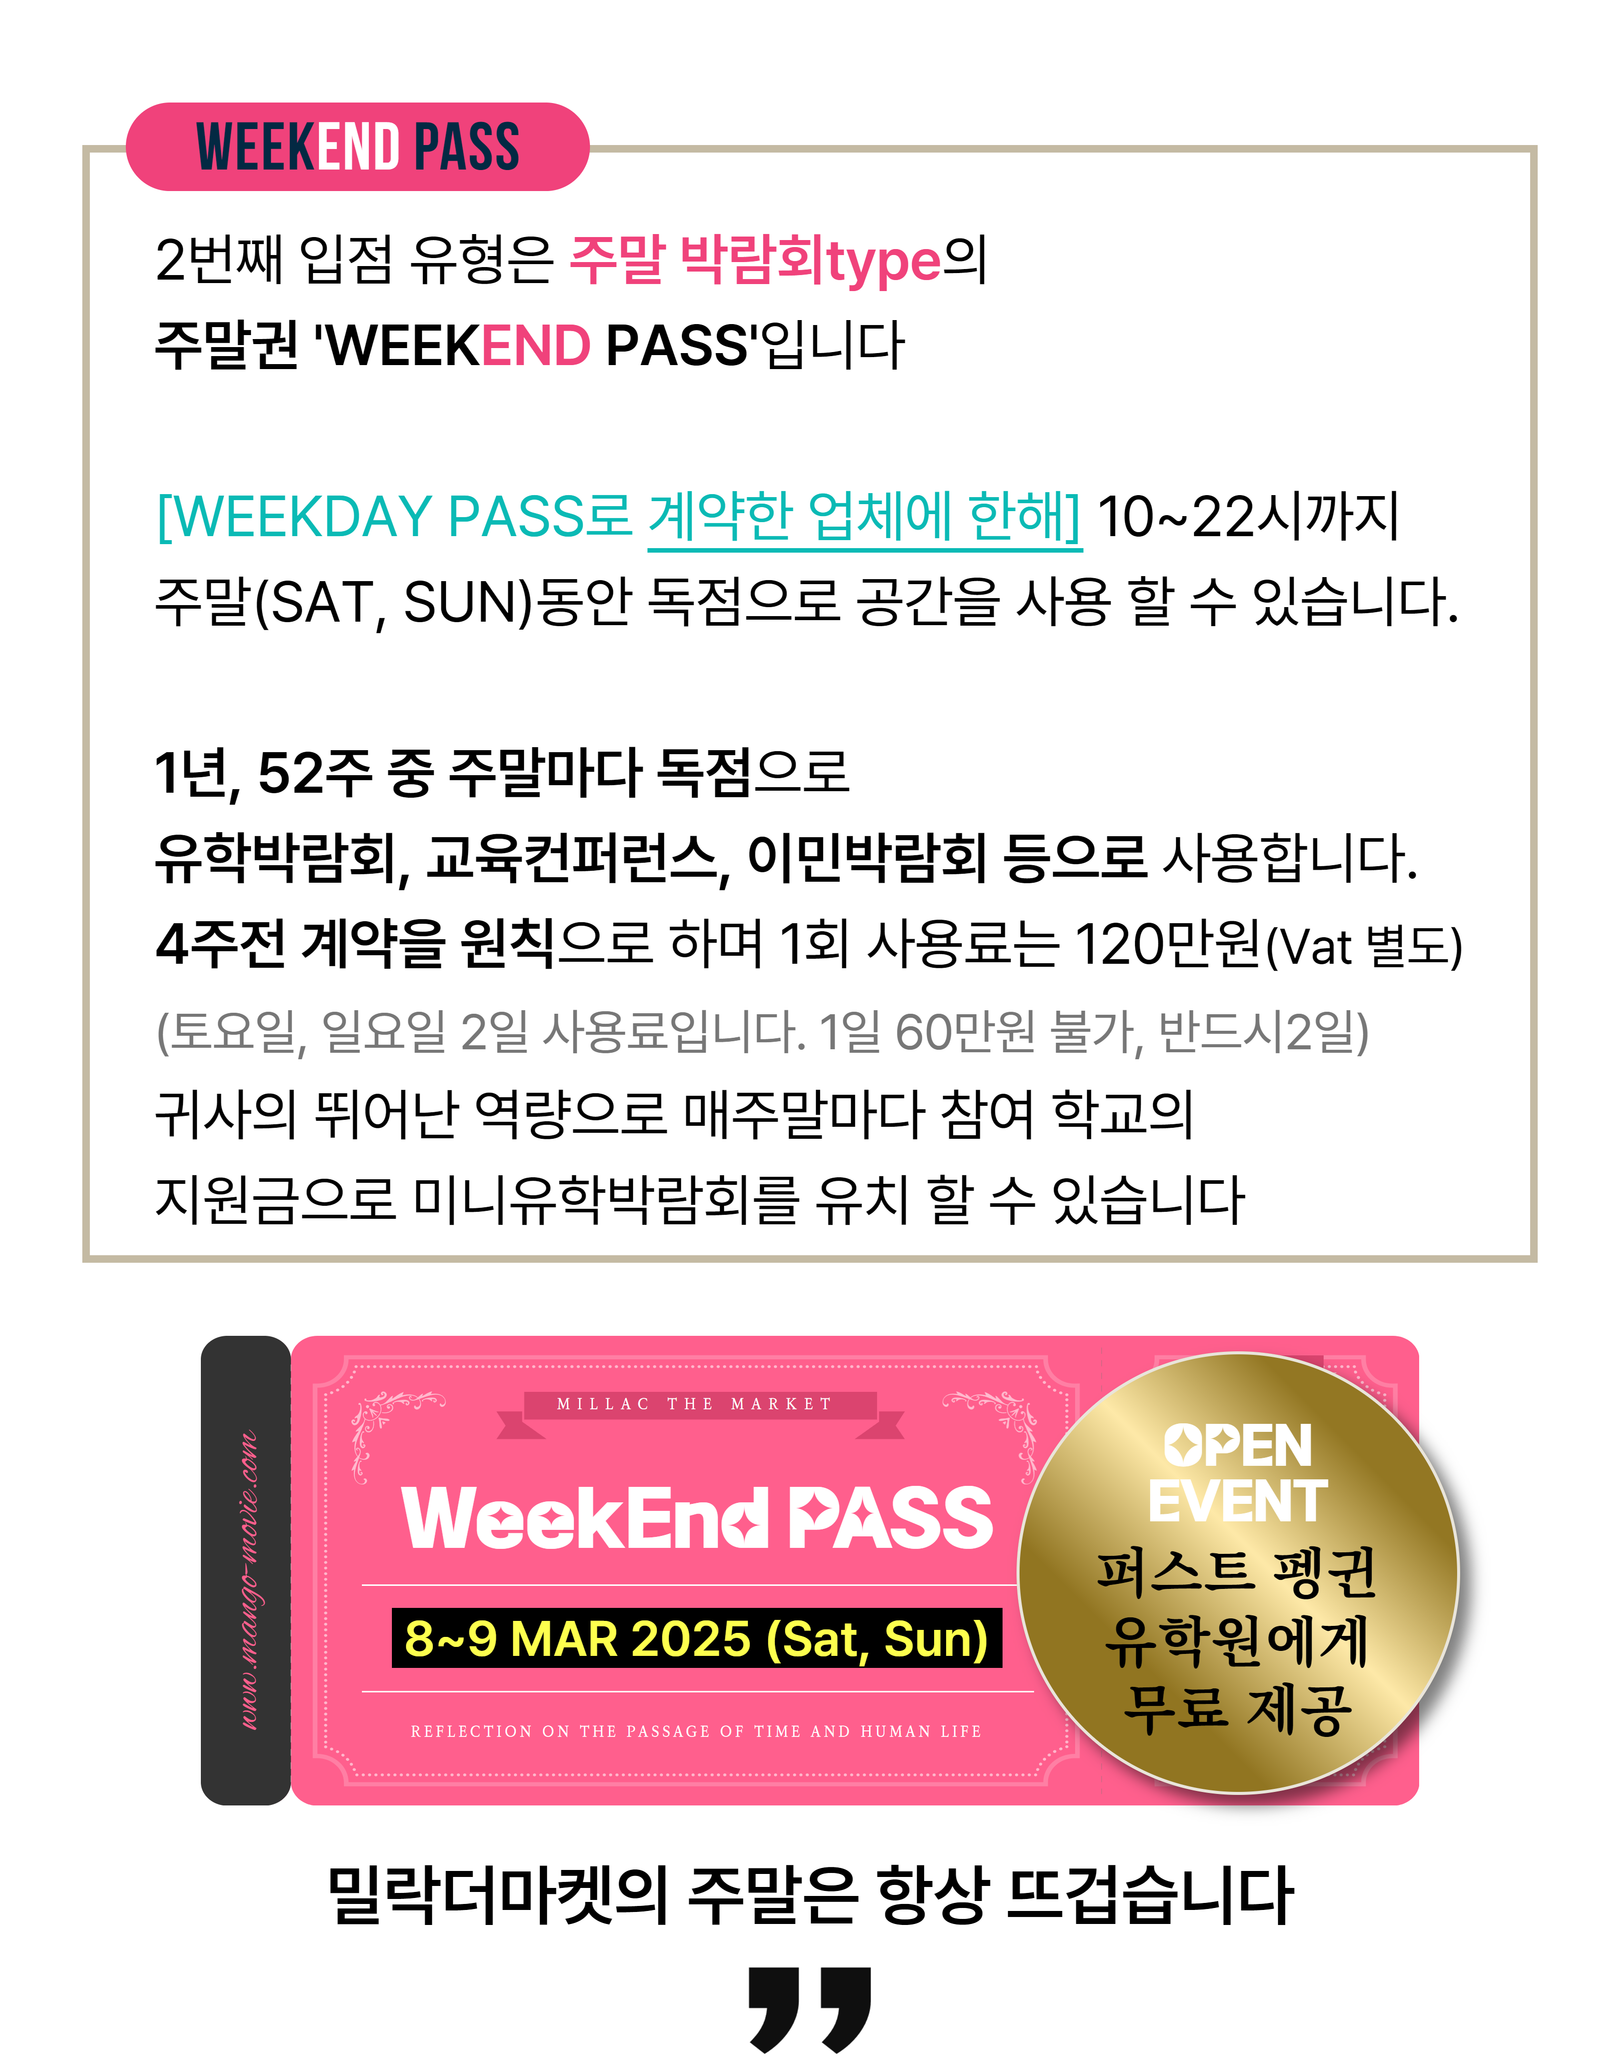 WEEKEND PASS
2번째 입점 유형은 주말 박람회type의
주말권 'WEEKEND PASS'입니다
[WEEKDAY PASS로 계약한 업체에 한해] 10~22시까지
주말(SAT, SUN)동안 독점으로 공간을 사용 할 수 있습니다.
1년, 52주 중 주말마다 독점으로
유학박람회, 교육컨퍼런스, 이민박람회 등으로 사용합니다.
4주전 계약을 원칙으로 하며 1회 사용료는 120만원(Vat 별도)
(토요일, 일요일 2일 사용료입니다. 1일 60만원 불가, 반드시2일)
귀사의 뛰어난 역량으로 매주말마다 참여 학교의
지원금으로 미니유학박람회를 유치 할 수 있습니다
www.mango-movie.com
MILLAC THE MARKET
WeekEnd PASS
8~9 MAR 2025 (Sat, Sun)
REFLECTION ON THE PASSAGE OF TIME AND HUMAN LIFE
OPEN
EVENT
퍼스트 펭귄
유학원에게
무료 제공
밀락더마켓의 주말은 항상 뜨겁습니다
”